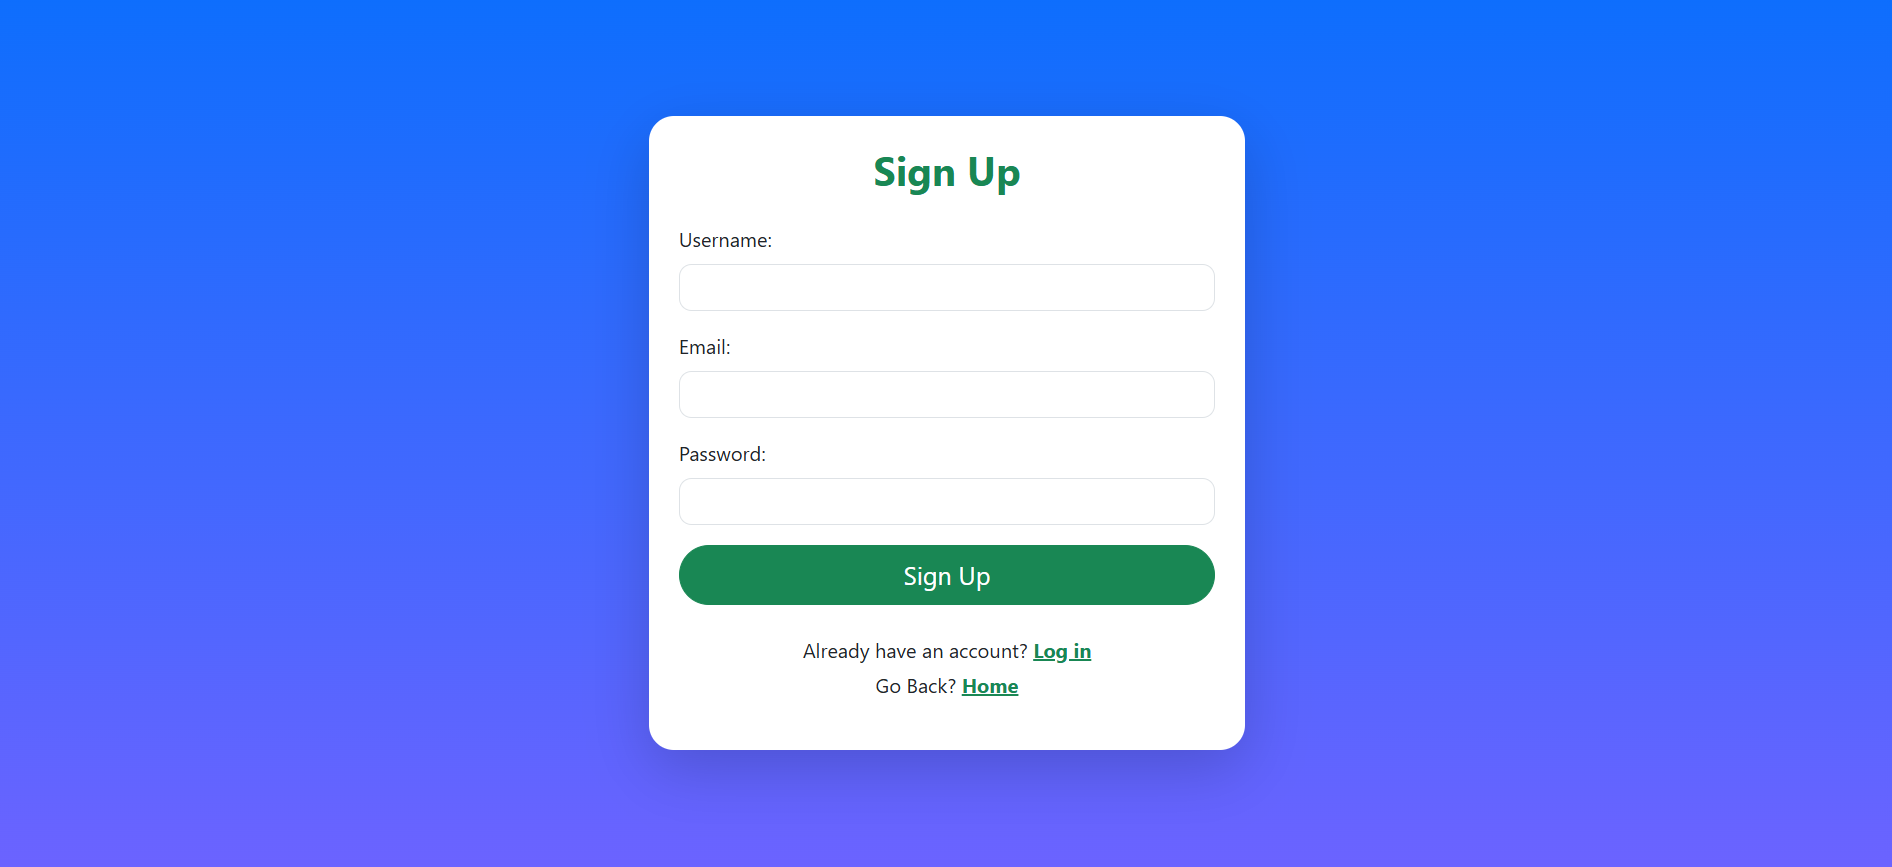 Sign Up
Username:
Email:
Password:
Sign Up
Already have an account? Log in
Go Back? Home